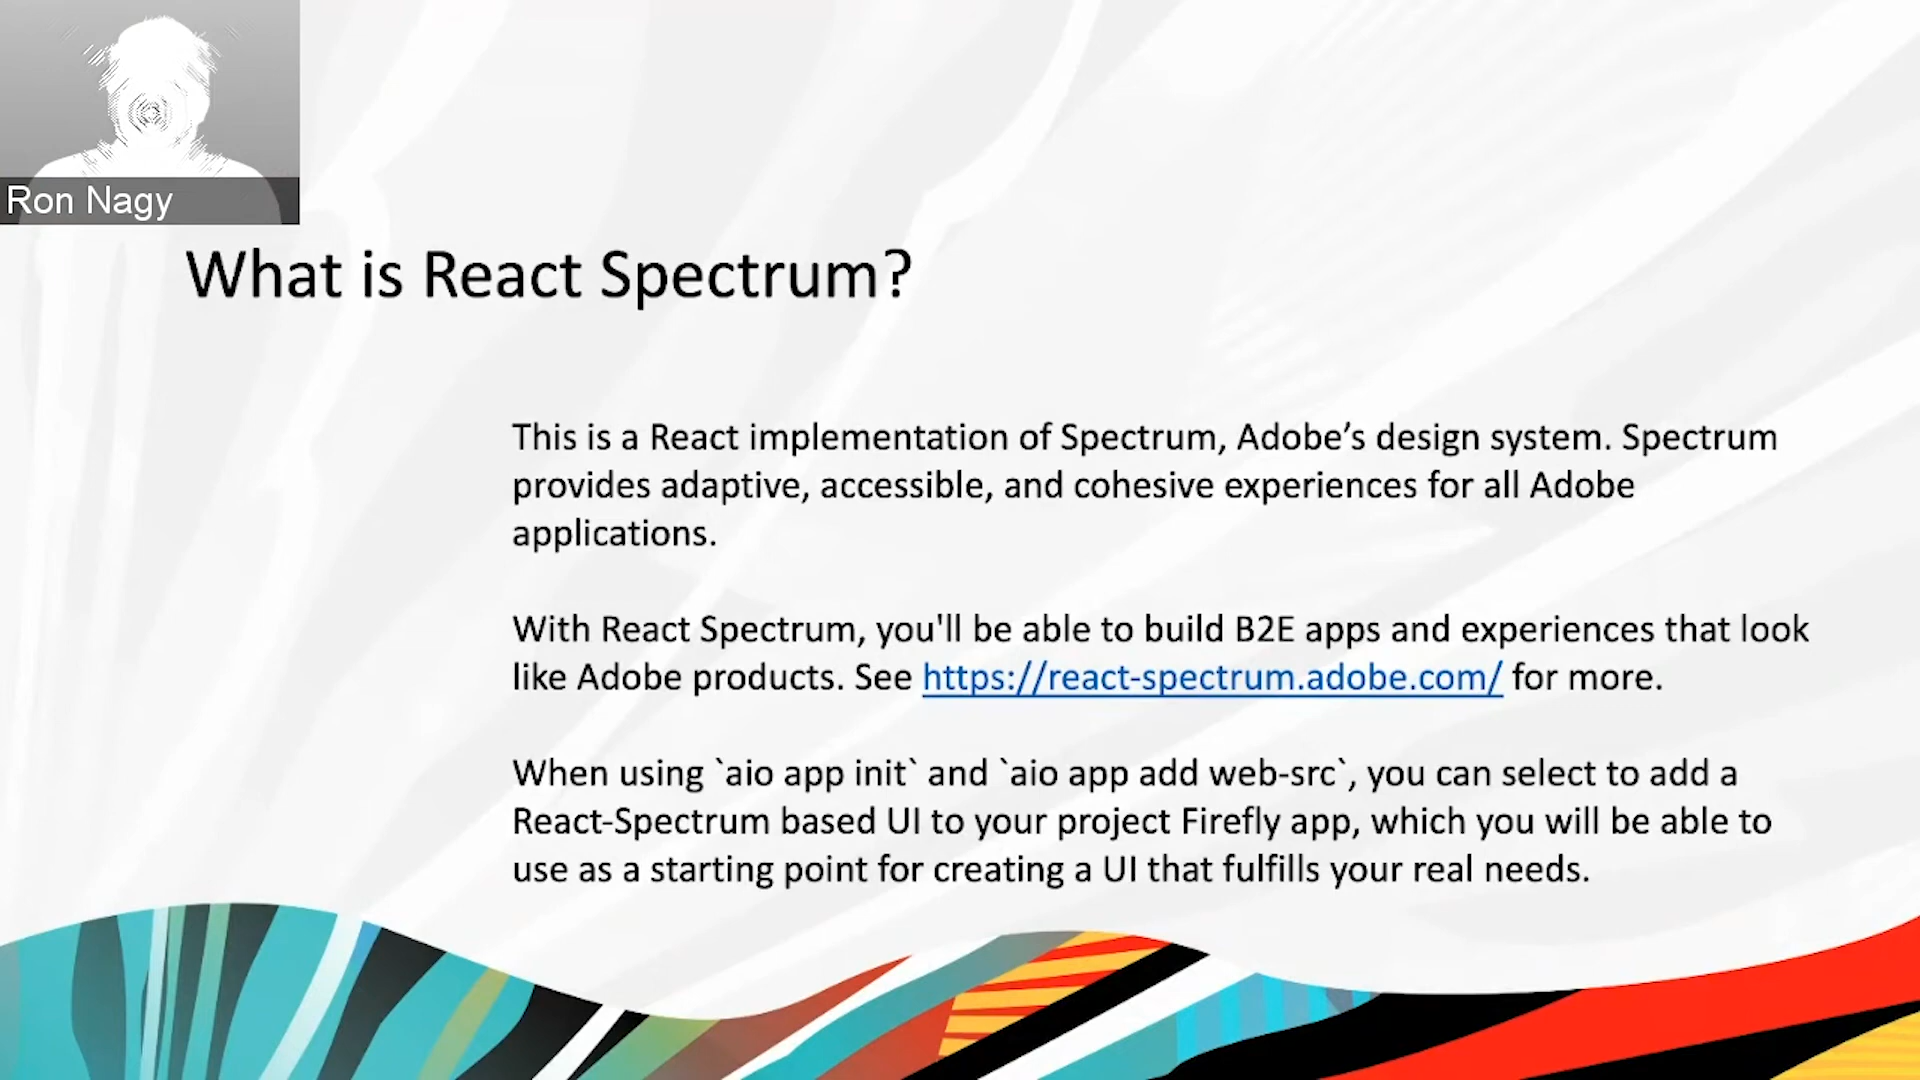 Ron Nagy
What is React Spectrum?
This is a React implementation of Spectrum, Adobe’s design system. Spectrum
provides adaptive, accessible, and cohesive experiences for all Adobe
applications.
With React Spectrum, you'll be able to build B2E apps and experiences that look
like Adobe products. See https://react-spectrum.adobe.com/ for more.
When using `aio app init` and `aio app add web-src`, you can select to add a
React-Spectrum based UI to your project Firefly app, which you will be able to
use as a starting point for creating a UI that fulfills your real needs.